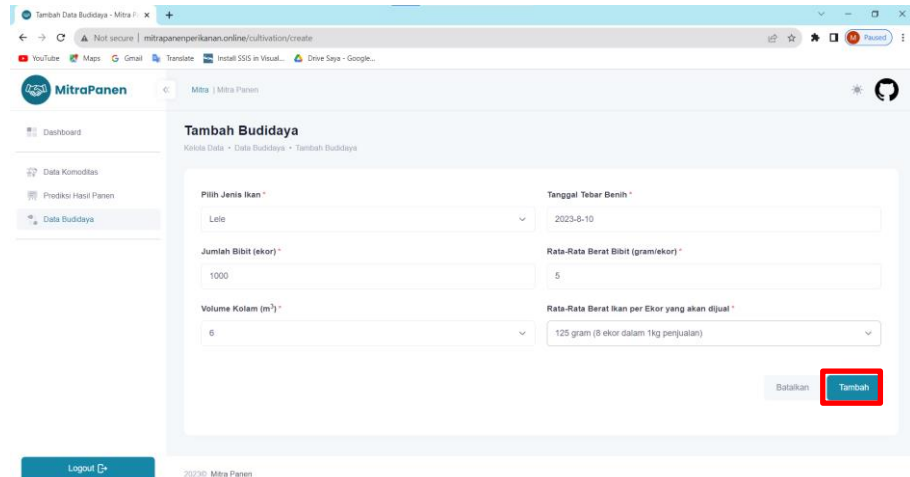 Tambah Data Budidaya - Mitra P
Not secure | mitrapanenperikanan.online/cultivation/create
M Paused
YouTube Maps G Gmail Translate Install SSIS in Visual... Drive Saya - Google...
MitraPanen
Mitra | Mitra Panen
Dashboard
Data Komoditas
Prediksi Hasil Panen
Data Budidaya
Tambah Budidaya
Kelola Data • Data Budidaya • Tambah Budidaya
Pilih Jenis Ikan *
Lele
Tanggal Tebar Benih *
2023-8-10
Jumlah Bibit (ekor) *
1000
Rata-Rata Berat Bibit (gram/ekor) *
5
Volume Kolam (m³) *
6
Rata-Rata Berat Ikan per Ekor yang akan dijual *
125 gram (8 ekor dalam 1kg penjualan)
Batalkan
Tambah
Logout
2023© Mitra Panen